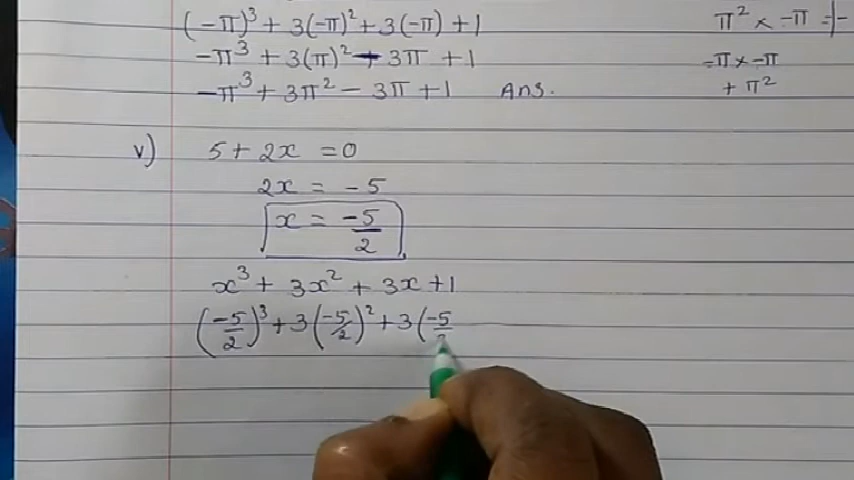 (-π)³ + 3(-π)² + 3(-π) + 1
-π³ + 3(π)² - 3π + 1
-π³ + 3π² - 3π + 1 Ans.
π² × -π = -
-π × -π
+ π²
v) 5 + 2x = 0
2x = -5
x = -5/2
x³ + 3x² + 3x + 1
(-5/2)³ + 3(-5/2)² + 3(-5/